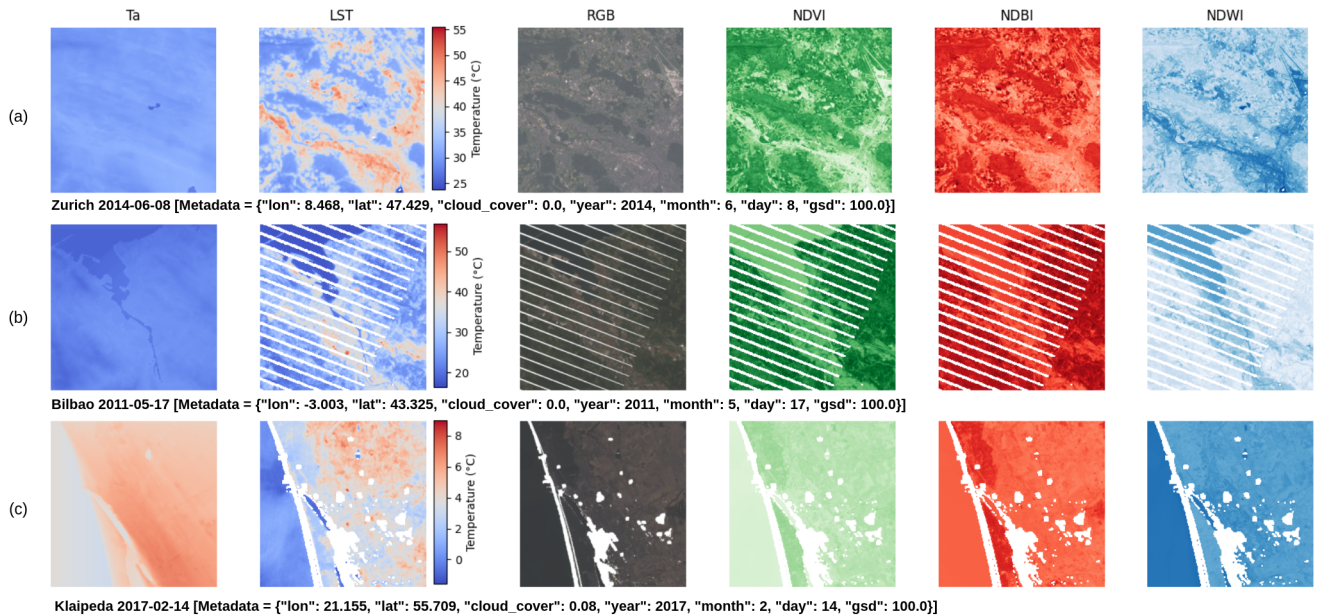 Ta LST RGB NDVI NDBI NDWI
(a)
55
50
45
40
35
30
25
Temperature (°C)
Zurich 2014-06-08 [Metadata = {"lon": 8.468, "lat": 47.429, "cloud_cover": 0.0, "year": 2014, "month": 6, "day": 8, "gsd": 100.0}]
(b)
50
40
30
20
Temperature (°C)
Bilbao 2011-05-17 [Metadata = {"lon": -3.003, "lat": 43.325, "cloud_cover": 0.0, "year": 2011, "month": 5, "day": 17, "gsd": 100.0}]
(c)
8
6
4
2
0
Temperature (°C)
Klaipeda 2017-02-14 [Metadata = {"lon": 21.155, "lat": 55.709, "cloud_cover": 0.08, "year": 2017, "month": 2, "day": 14, "gsd": 100.0}]